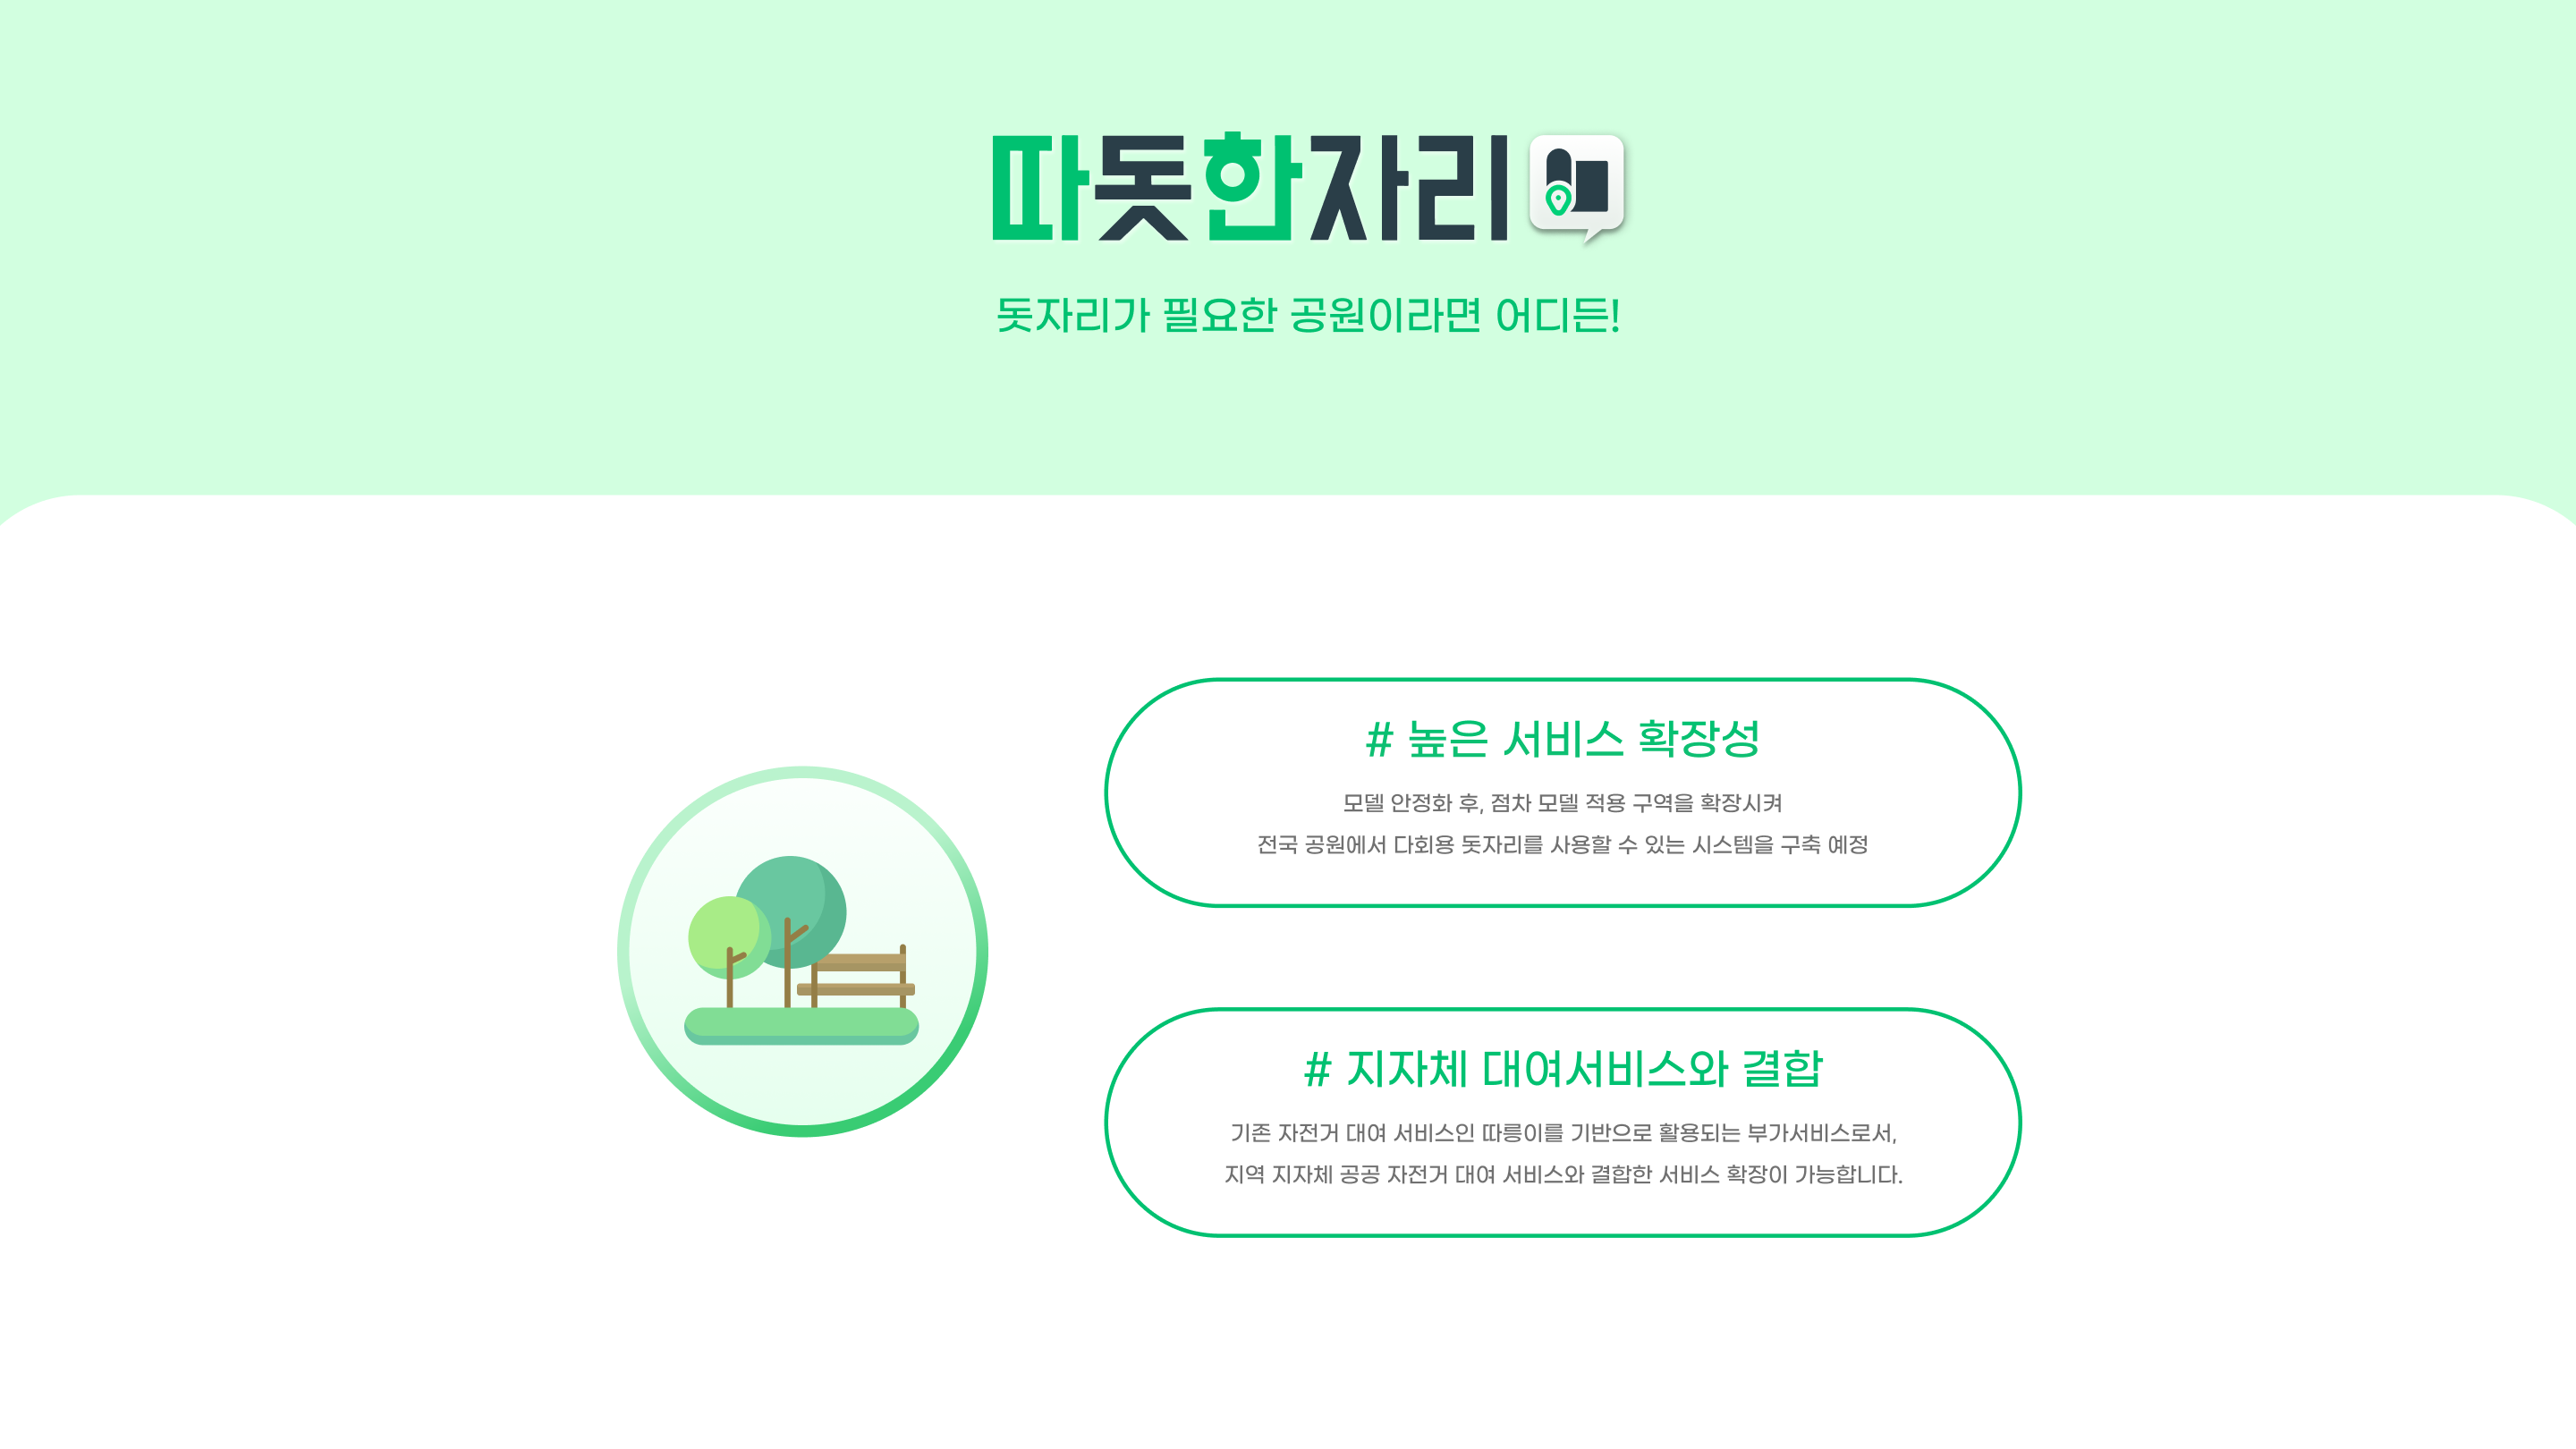 따돗한자리
돗자리가 필요한 공원이라면 어디든!
# 높은 서비스 확장성
모델 안정화 후, 점차 모델 적용 구역을 확장시켜
전국 공원에서 다회용 돗자리를 사용할 수 있는 시스템을 구축 예정
# 지자체 대여서비스와 결합
기존 자전거 대여 서비스인 따릉이를 기반으로 활용되는 부가서비스로서,
지역 지자체 공공 자전거 대여 서비스와 결합한 서비스 확장이 가능합니다.